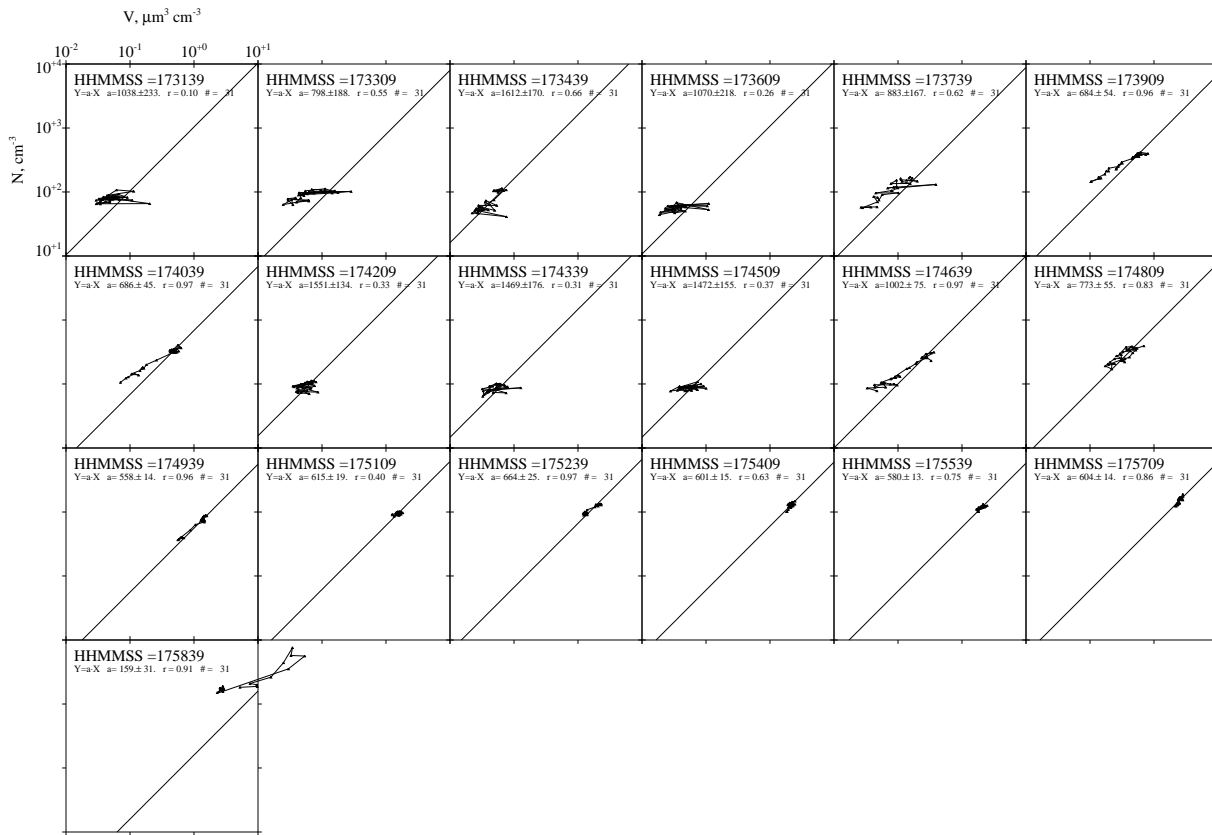 V, μm³ cm⁻³
10⁻² 10⁻¹ 10⁺⁰ 10⁺¹
N, cm⁻³
10⁺⁴
10⁺³
10⁺²
10⁺¹
HHMMSS =173139
Y=a·X a=1038.±233. r = 0.10 # = 31
HHMMSS =173309
Y=a·X a= 798.±188. r = 0.55 # = 31
HHMMSS =173439
Y=a·X a=1612.±170. r = 0.66 # = 31
HHMMSS =173609
Y=a·X a=1070.±218. r = 0.26 # = 31
HHMMSS =173739
Y=a·X a= 883.±167. r = 0.62 # = 31
HHMMSS =173909
Y=a·X a= 684.± 54. r = 0.96 # = 31
HHMMSS =174039
Y=a·X a= 686.± 45. r = 0.97 # = 31
HHMMSS =174209
Y=a·X a=1551.±134. r = 0.33 # = 31
HHMMSS =174339
Y=a·X a=1469.±176. r = 0.31 # = 31
HHMMSS =174509
Y=a·X a=1472.±155. r = 0.37 # = 31
HHMMSS =174639
Y=a·X a=1002.± 75. r = 0.97 # = 31
HHMMSS =174809
Y=a·X a= 773.± 55. r = 0.83 # = 31
HHMMSS =174939
Y=a·X a= 558.± 14. r = 0.96 # = 31
HHMMSS =175109
Y=a·X a= 615.± 19. r = 0.40 # = 31
HHMMSS =175239
Y=a·X a= 664.± 25. r = 0.97 # = 31
HHMMSS =175409
Y=a·X a= 601.± 15. r = 0.63 # = 31
HHMMSS =175539
Y=a·X a= 580.± 13. r = 0.75 # = 31
HHMMSS =175709
Y=a·X a= 604.± 14. r = 0.86 # = 31
HHMMSS =175839
Y=a·X a= 159.± 31. r = 0.91 # = 31